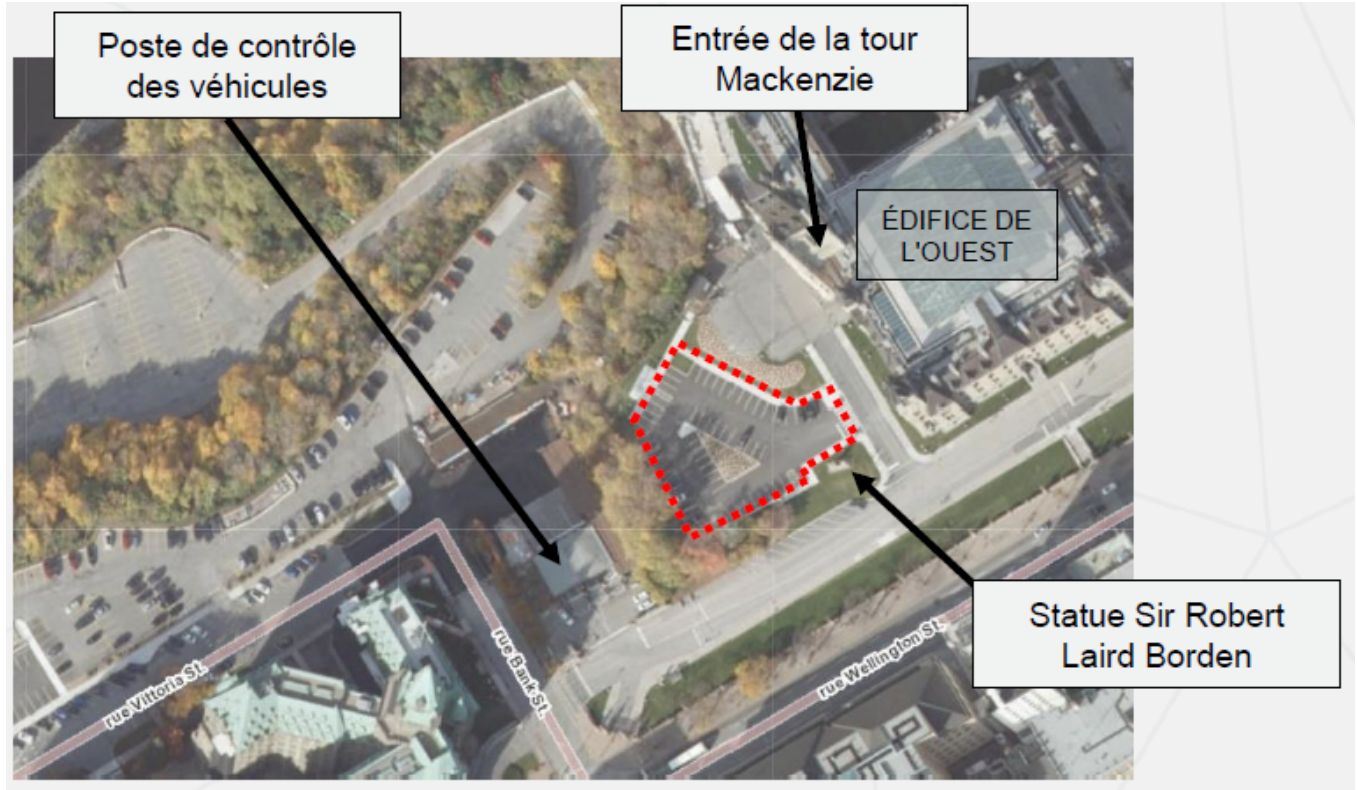 Poste de contrôle
des véhicules
Entrée de la tour
Mackenzie
ÉDIFICE DE
L'OUEST
Statue Sir Robert
Laird Borden
rue Vittoria St.
rue Bank St.
rue Wellington St.